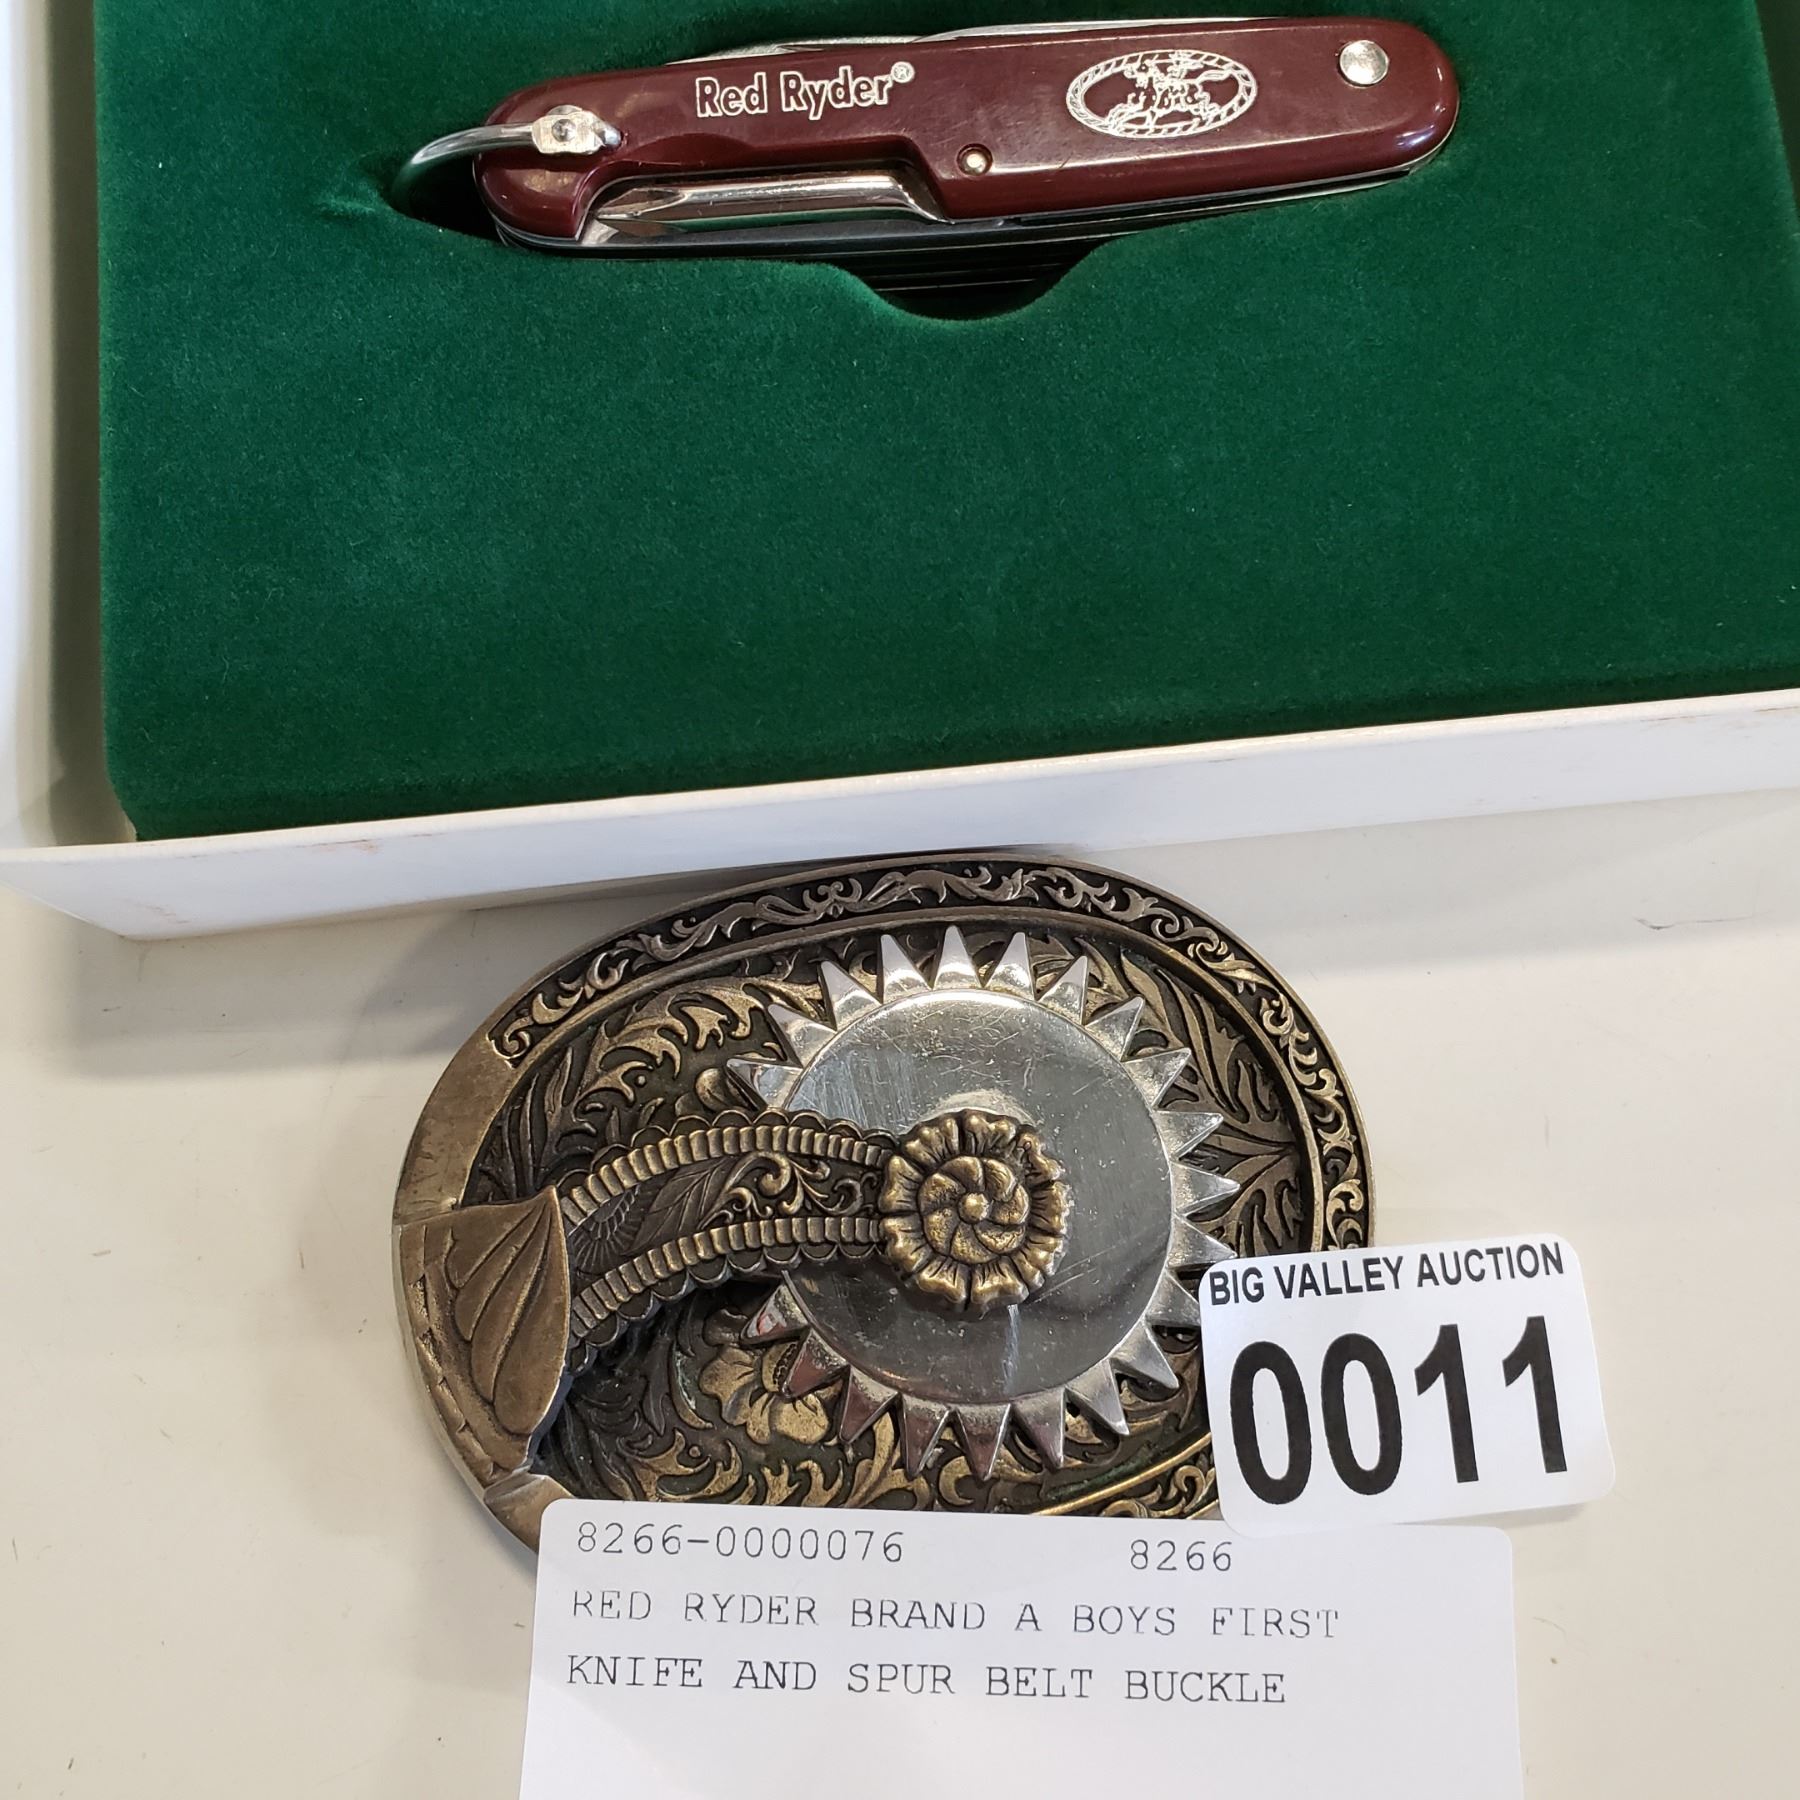 Red Ryder®
BIG VALLEY AUCTION
0011
8266-0000076 8266
RED RYDER BRAND A BOYS FIRST
KNIFE AND SPUR BELT BUCKLE